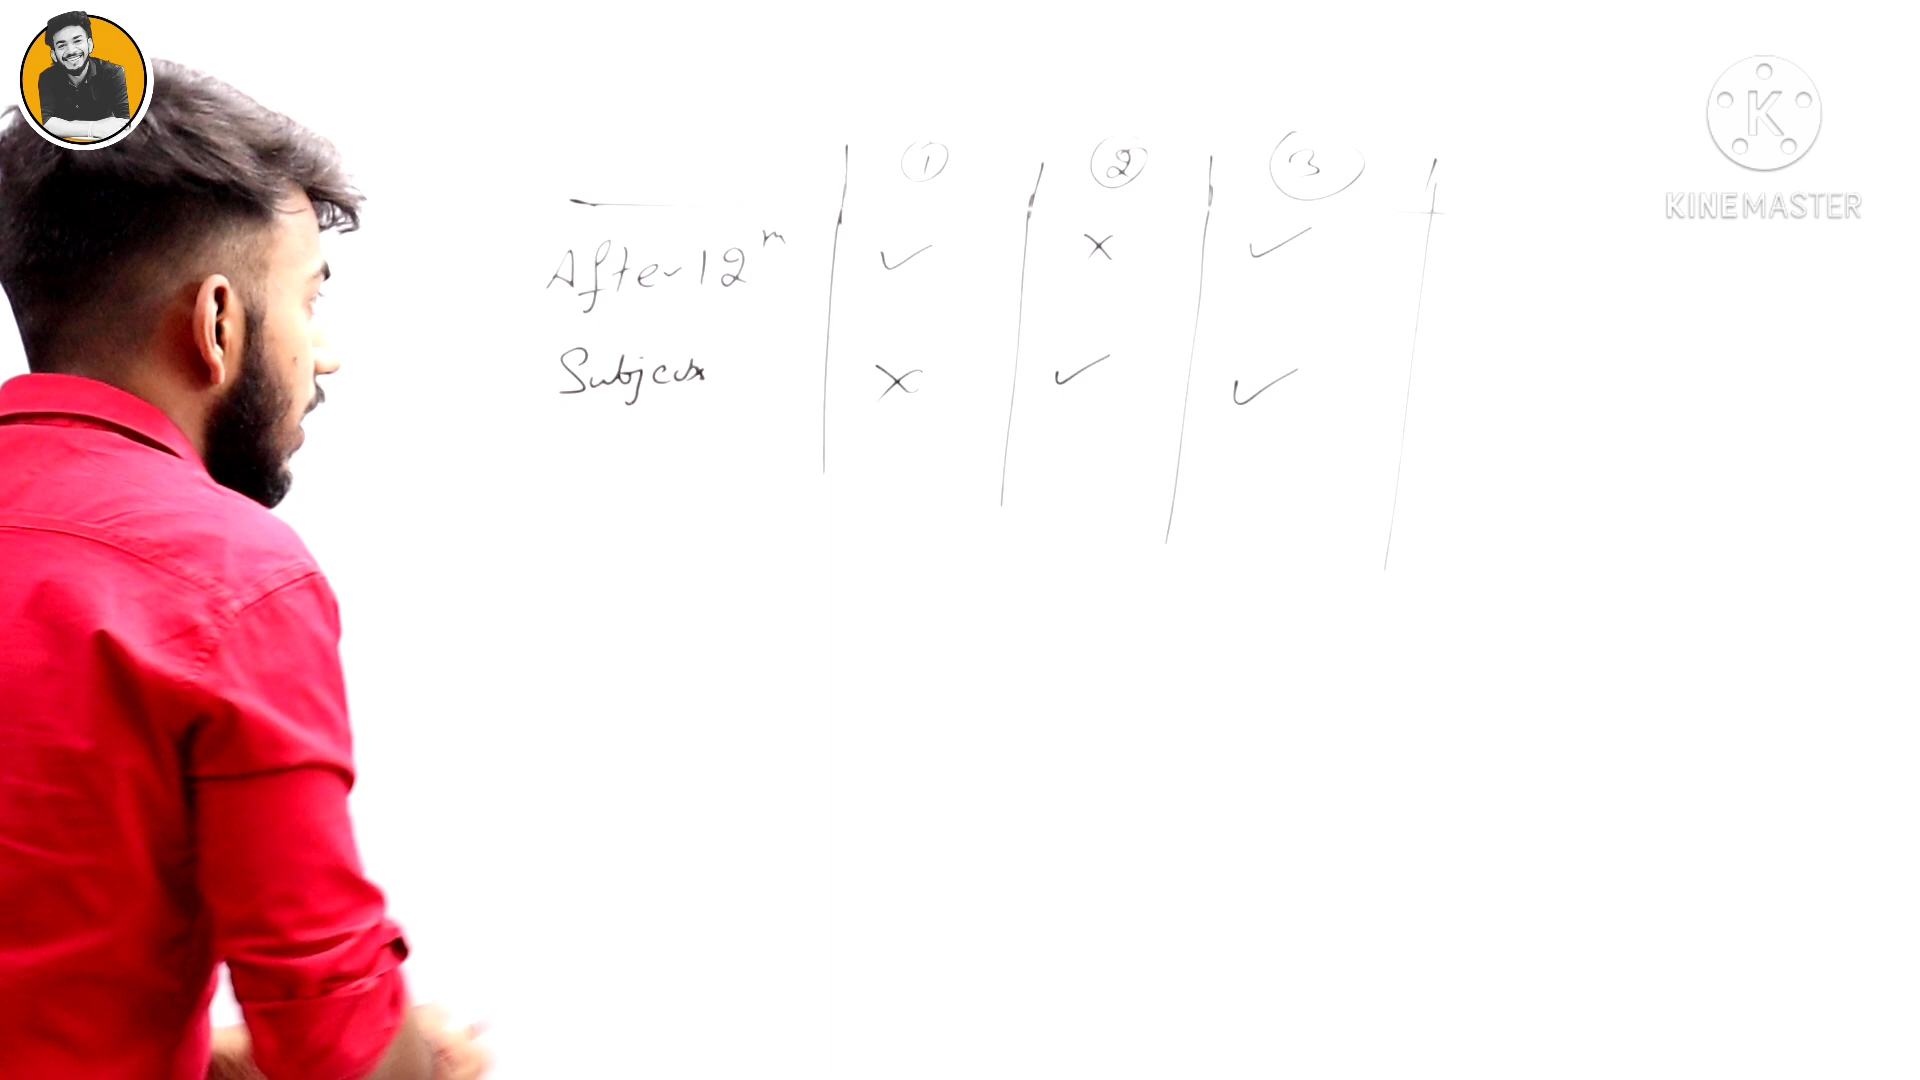 ① ② ③
After 12th ✓ × ✓
Subjects × ✓ ✓
K
KINEMASTER